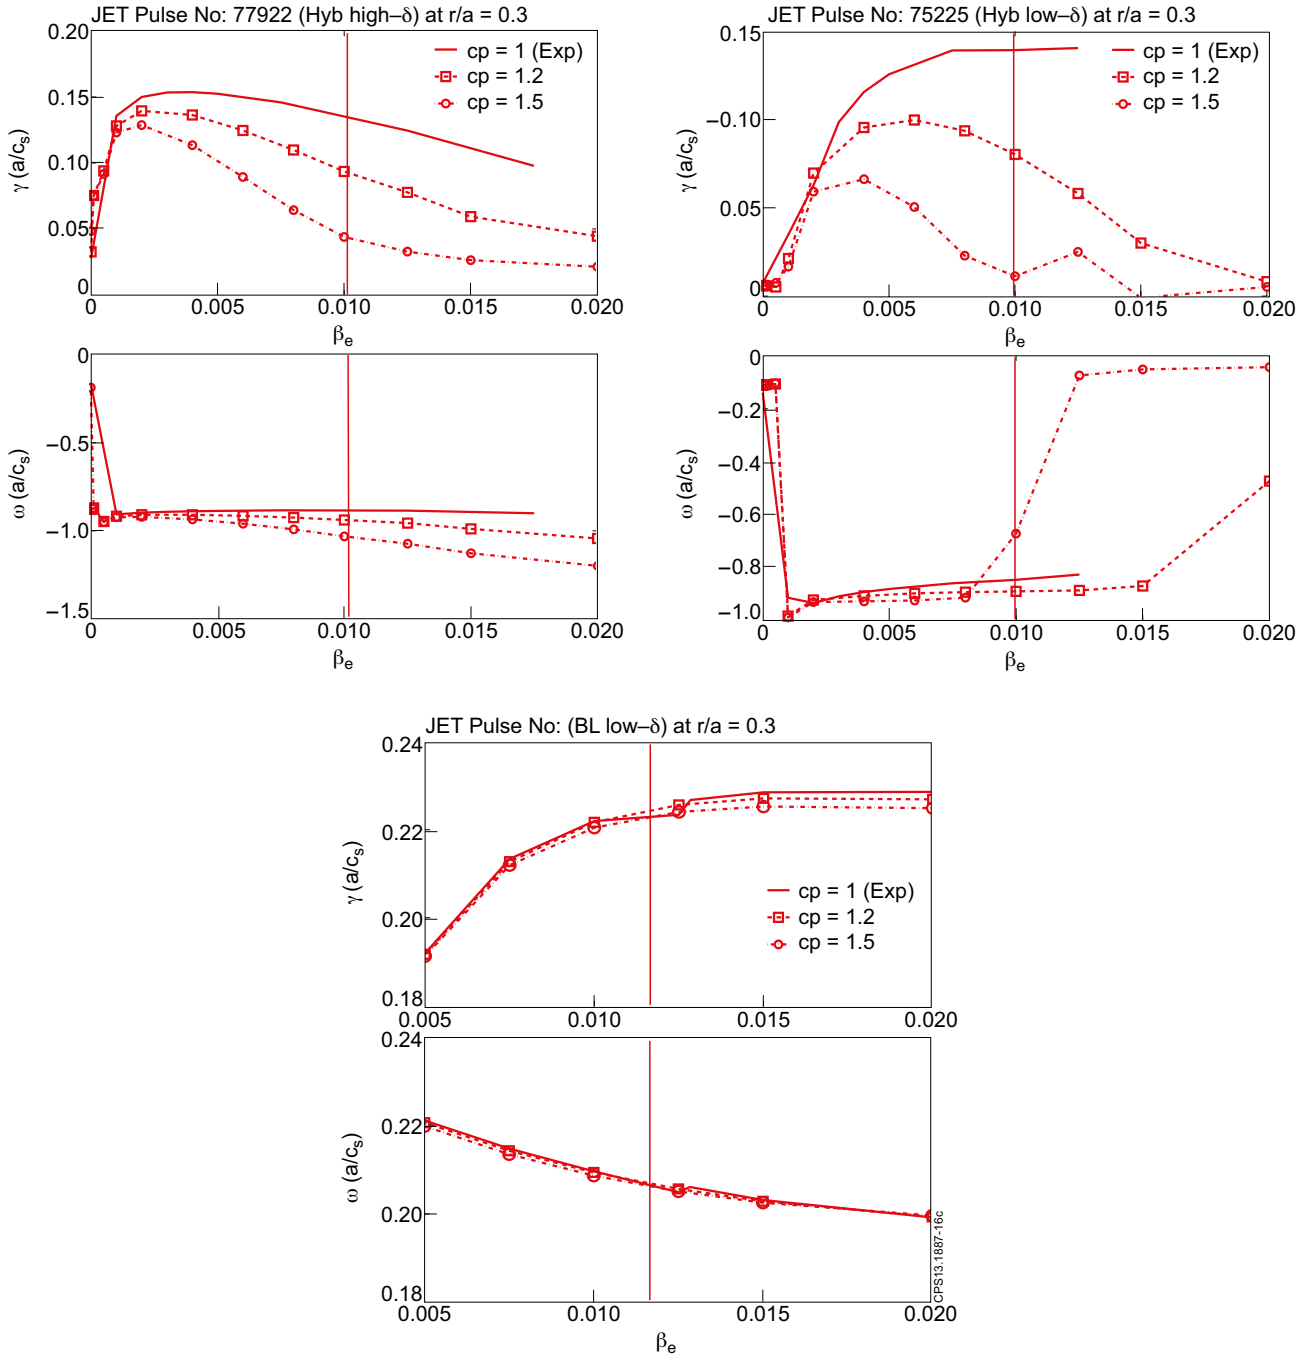 JET Pulse No: 77922 (Hyb high–δ) at r/a = 0.3
0.20
0.15
0.10
0.05
0
γ (a/cs)
cp = 1 (Exp)
cp = 1.2
cp = 1.5
0 0.005 0.010 0.015 0.020
βe
0
–0.5
–1.0
–1.5
ω (a/cs)
0 0.005 0.010 0.015 0.020
βe
JET Pulse No: 75225 (Hyb low–δ) at r/a = 0.3
0.15
–0.10
0.05
0
γ (a/cs)
cp = 1 (Exp)
cp = 1.2
cp = 1.5
0 0.005 0.010 0.015 0.020
βe
0
–0.2
–0.4
–0.6
–0.8
–1.0
ω (a/cs)
0 0.005 0.010 0.015 0.020
βe
JET Pulse No: (BL low–δ) at r/a = 0.3
0.24
0.22
0.20
0.18
γ (a/cs)
cp = 1 (Exp)
cp = 1.2
cp = 1.5
0.005 0.010 0.015 0.020
0.24
0.22
0.20
0.18
ω (a/cs)
0.005 0.010 0.015 0.020
βe
CPS13.1887-16c